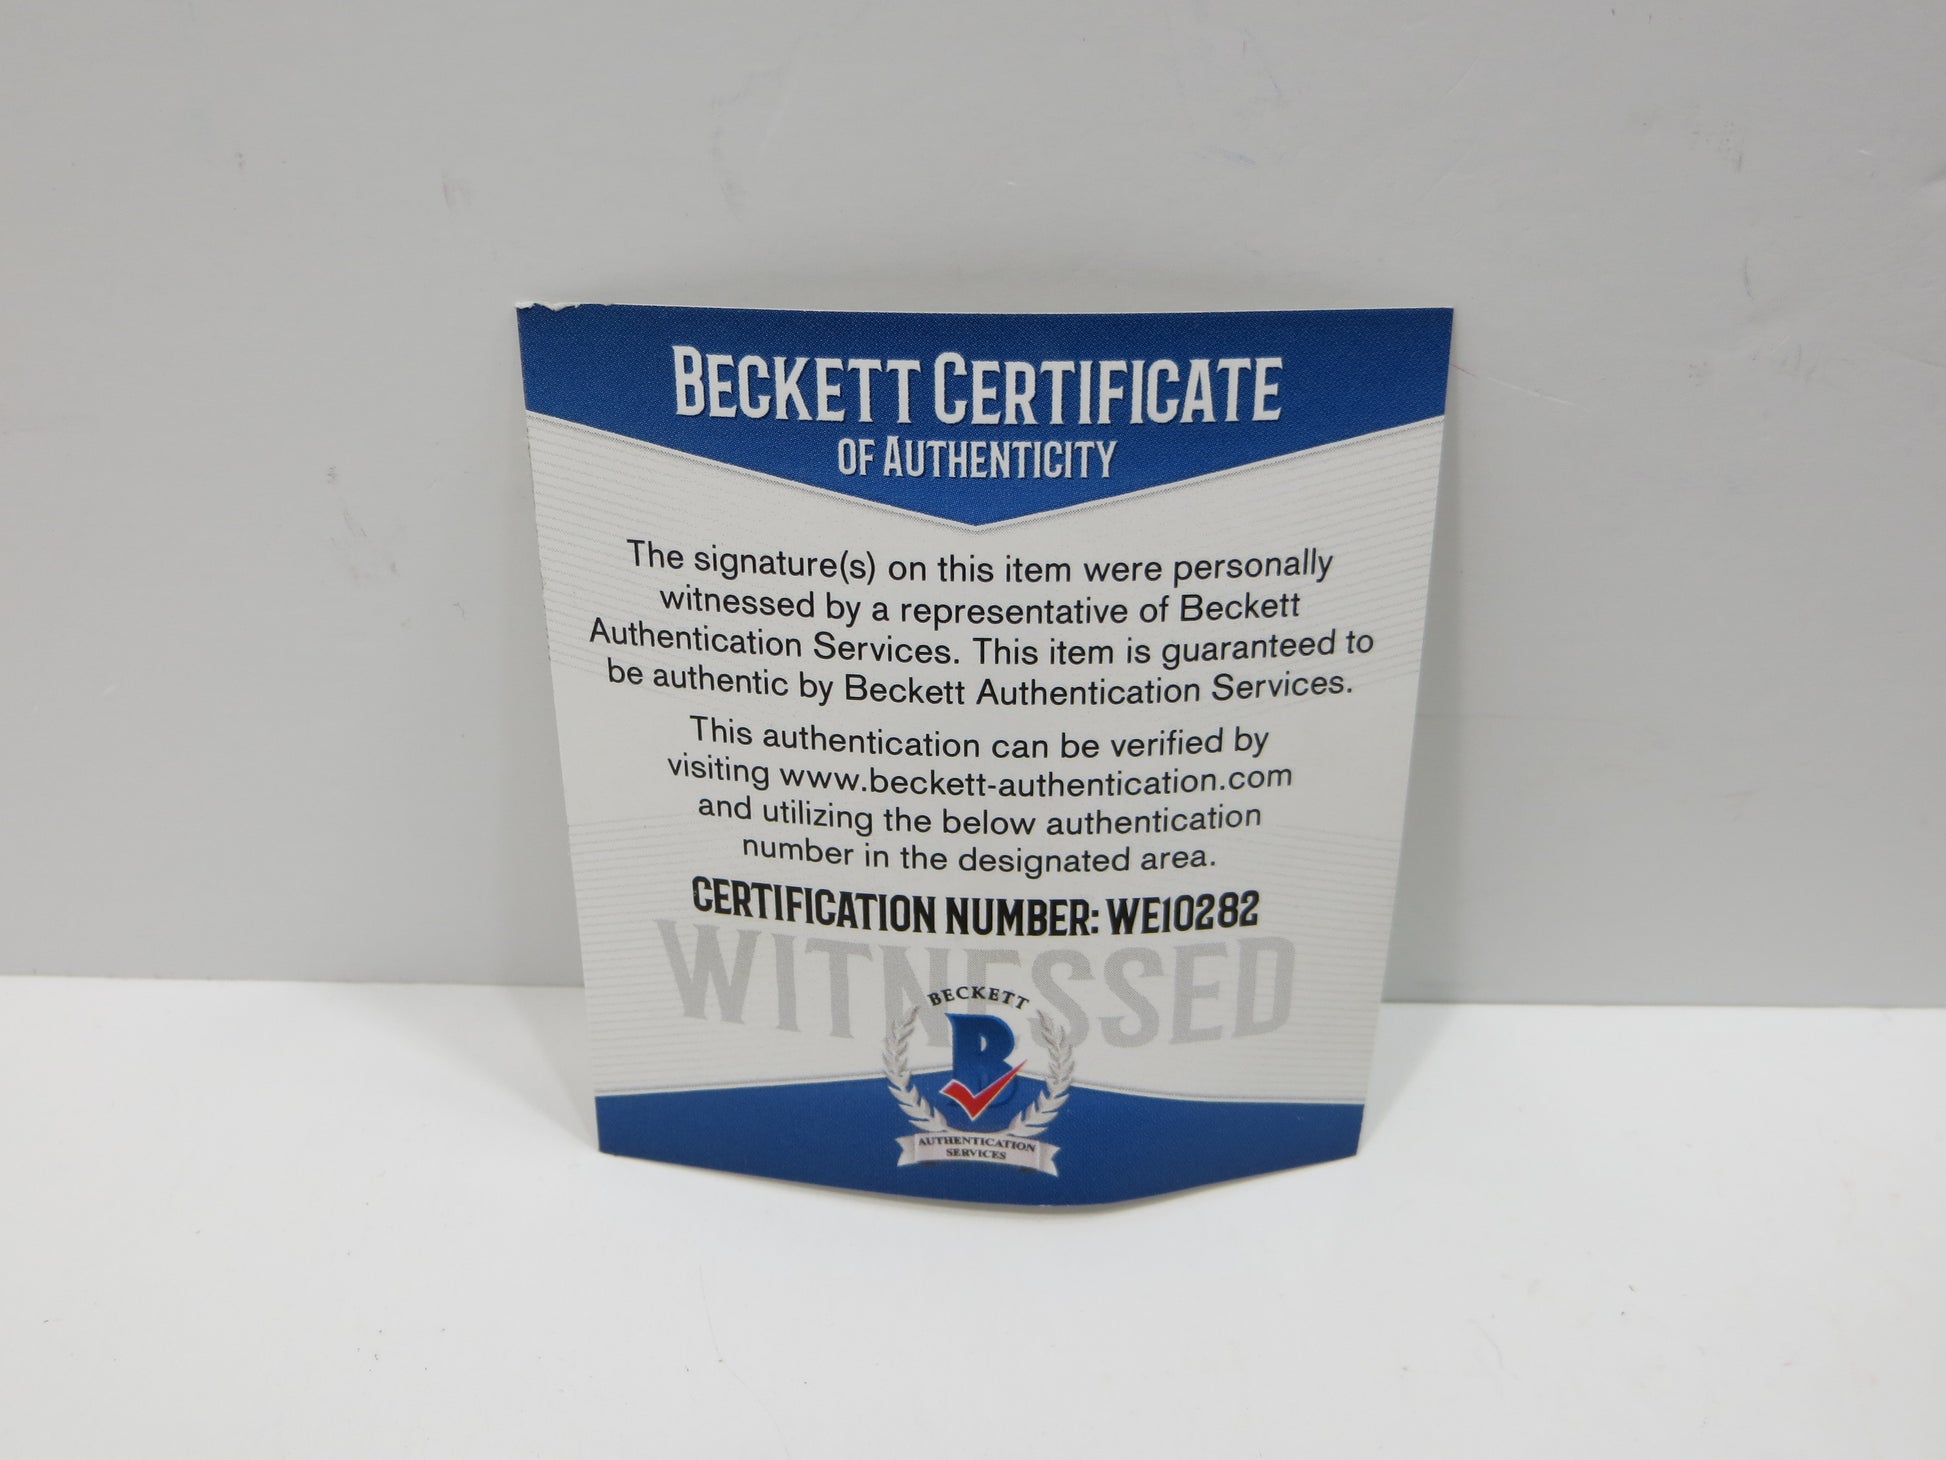 BECKETT CERTIFICATE
OF AUTHENTICITY
The signature(s) on this item were personally
witnessed by a representative of Beckett
Authentication Services. This item is guaranteed to
be authentic by Beckett Authentication Services.
This authentication can be verified by
visiting www.beckett-authentication.com
and utilizing the below authentication
number in the designated area.
CERTIFICATION NUMBER: WE10282
WITNESSED
BECKETT
B
AUTHENTICATION
SERVICES